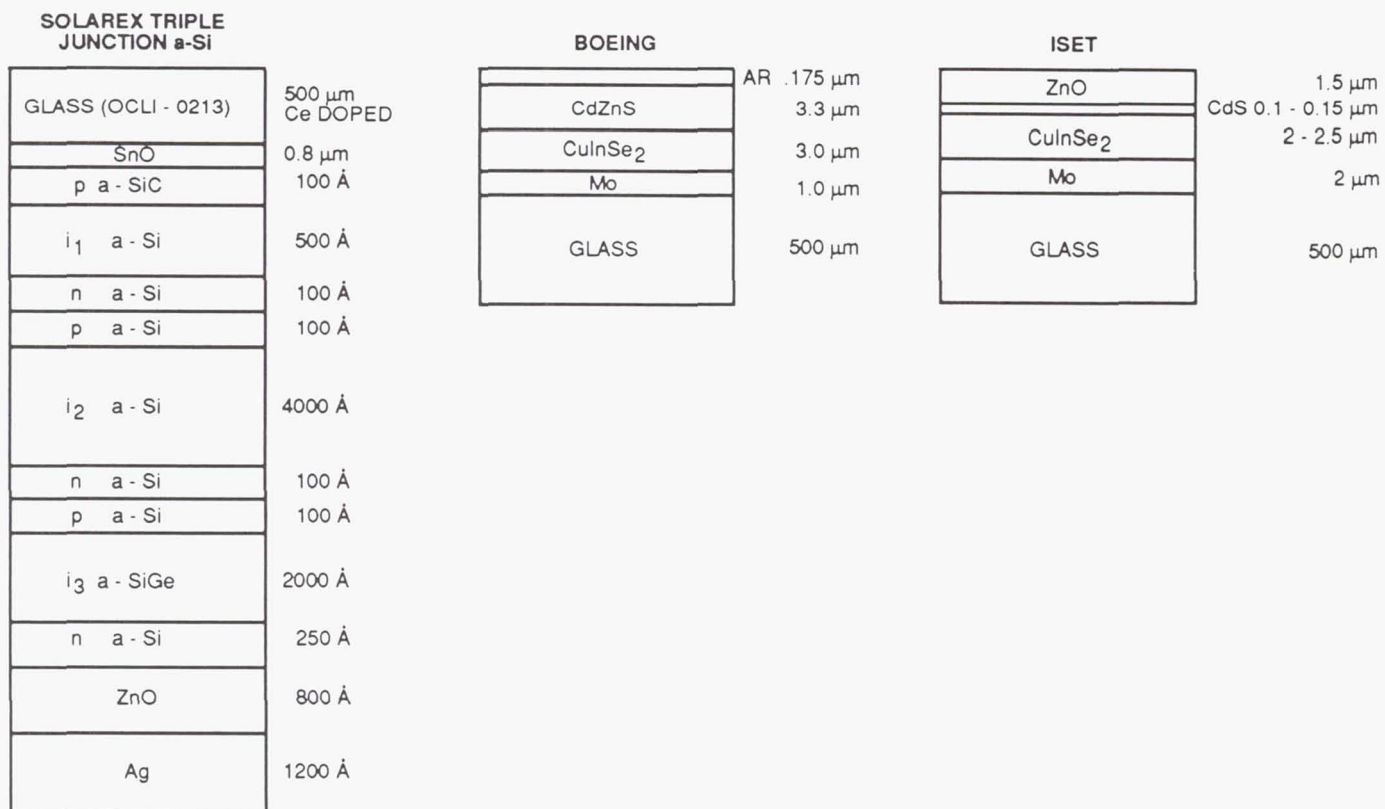 SOLAREX TRIPLE
JUNCTION a-Si
GLASS (OCLI - 0213)
500 μm
Ce DOPED
SnO
0.8 μm
p a - SiC
100 Å
i₁ a - Si
500 Å
n a - Si
100 Å
p a - Si
100 Å
i₂ a - Si
4000 Å
n a - Si
100 Å
p a - Si
100 Å
i₃ a - SiGe
2000 Å
n a - Si
250 Å
ZnO
800 Å
Ag
1200 Å
BOEING
AR .175 μm
CdZnS
3.3 μm
CuInSe₂
3.0 μm
Mo
1.0 μm
GLASS
500 μm
ISET
ZnO
1.5 μm
CdS 0.1 - 0.15 μm
CuInSe₂
2 - 2.5 μm
Mo
2 μm
GLASS
500 μm